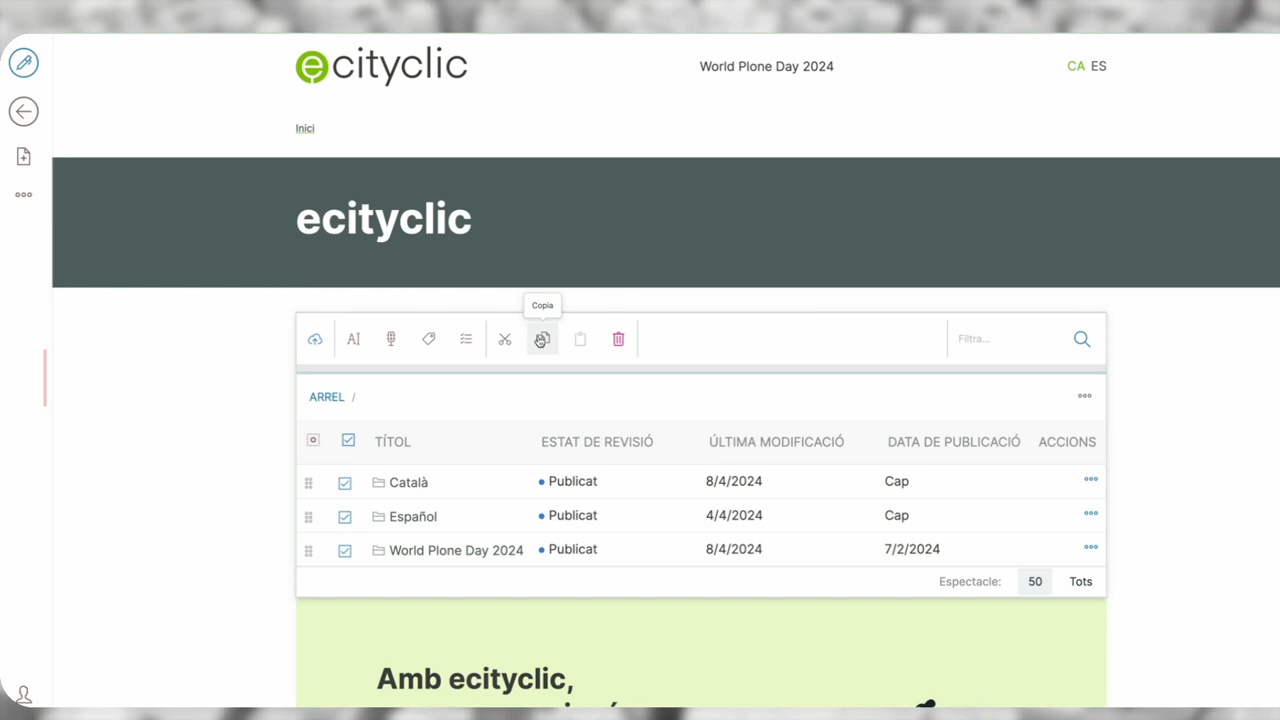 ecityclic
World Plone Day 2024
CA ES
Inici
ecityclic
Copia
AI
Filtra...
ARREL /
TÍTOL ESTAT DE REVISIÓ ÚLTIMA MODIFICACIÓ DATA DE PUBLICACIÓ ACCIONS
Català Publicat 8/4/2024 Cap
Español Publicat 4/4/2024 Cap
World Plone Day 2024 Publicat 8/4/2024 7/2/2024
Espectacle: 50 Tots
Amb ecityclic,